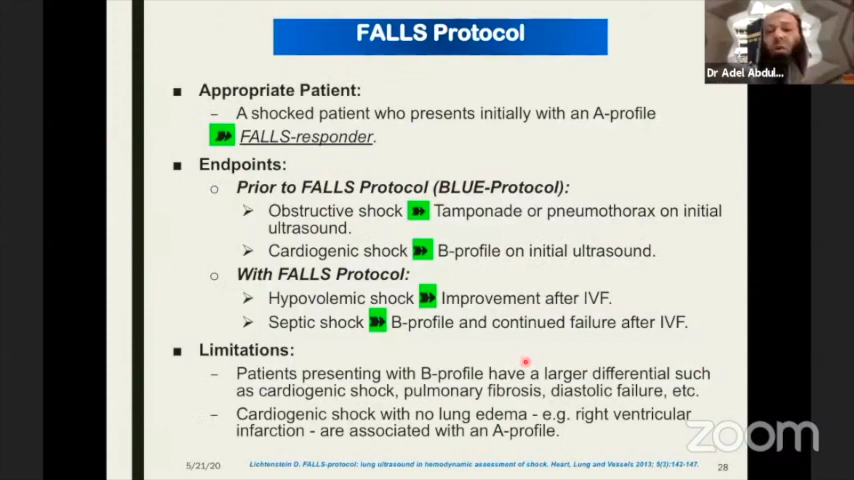 FALLS Protocol
Dr Adel Abdul...
■ Appropriate Patient:
– A shocked patient who presents initially with an A-profile
FALLS-responder.
■ Endpoints:
o Prior to FALLS Protocol (BLUE-Protocol):
➢ Obstructive shock Tamponade or pneumothorax on initial
ultrasound.
➢ Cardiogenic shock B-profile on initial ultrasound.
o With FALLS Protocol:
➢ Hypovolemic shock Improvement after IVF.
➢ Septic shock B-profile and continued failure after IVF.
■ Limitations:
– Patients presenting with B-profile have a larger differential such
as cardiogenic shock, pulmonary fibrosis, diastolic failure, etc.
– Cardiogenic shock with no lung edema - e.g. right ventricular
infarction - are associated with an A-profile.
zoom
5/21/20
Lichtenstein D. FALLS-protocol: lung ultrasound in hemodynamic assessment of shock. Heart, Lung and Vessels 2013; 5(3):142-147.
28